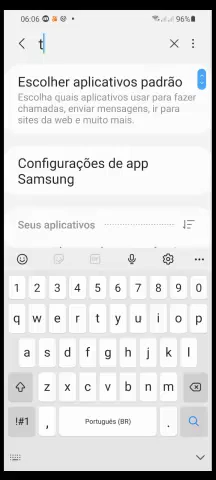 06:06
96%
t
Escolher aplicativos padrão
Escolha quais aplicativos usar para fazer
chamadas, enviar mensagens, ir para
sites da web e muito mais.
Configurações de app
Samsung
Seus aplicativos
GIF
1 2 3 4 5 6 7 8 9 0
q w e r t y u i o p
a s d f g h j k l
z x c v b n m
!#1 , Português (BR) .